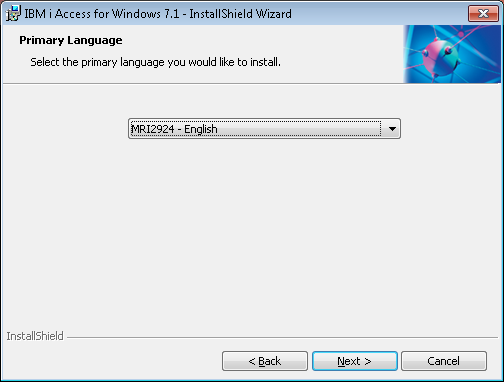 IBM i Access for Windows 7.1 - InstallShield Wizard
Primary Language
Select the primary language you would like to install.
MRI2924 - English
InstallShield
< Back Next > Cancel